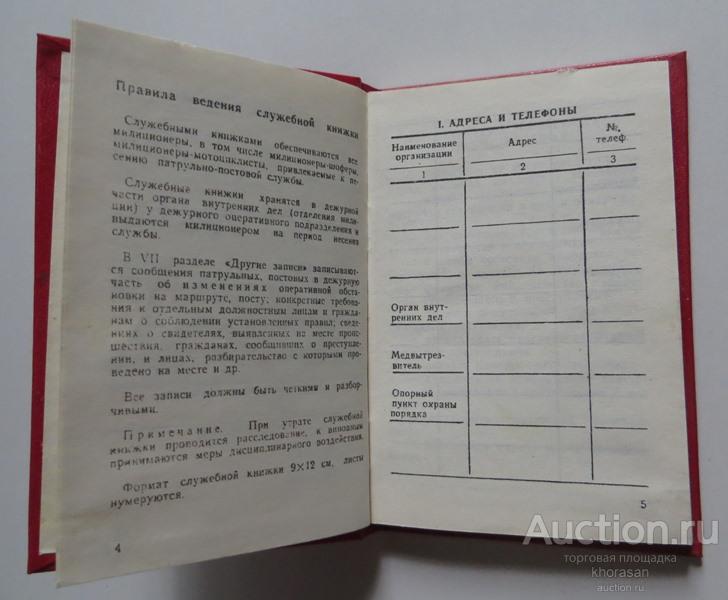 Правила ведения служебной книжки
Служебными книжками обеспечиваются все
милиционеры, в том числе милиционеры-шоферы,
милиционеры-мотоциклисты, привлекаемые к не-
сению патрульно-постовой службы.
Служебные книжки хранятся в дежурной
части органа внутренних дел (отделения мили-
ции) у дежурного оперативного подразделения и
выдаются милиционером на период несения
службы.
В VII разделе «Другие записи» записывают-
ся сообщения патрульных, постовых в дежурную
часть об изменениях оперативной обста-
новки на маршруте, посту; конкретные требова-
ния к отдельным должностным лицам и гражда-
нам о соблюдении установленных правил; сведе-
ния о свидетелях, выявленных на месте проис-
шествия, гражданах, сообщивших о преступле-
нии, и лицах, разбирательство с которыми про-
ведено на месте и др.
Все записи должны быть четкими и разбор-
чивыми.
Примечание. При утрате служебной
книжки проводится расследование, к виновным
принимаются меры дисциплинарного воздействия.
Формат служебной книжки 9×12 см, листы
нумеруются.
4
I. АДРЕСА И ТЕЛЕФОНЫ
Наименование
организации
Адрес
№
телеф.
1
2
3
Орган внут-
ренних дел
Медвытрез-
витель
Опорный
пункт охраны
порядка
5
Auction.ru
торговая площадка
khorasan
auction.ru